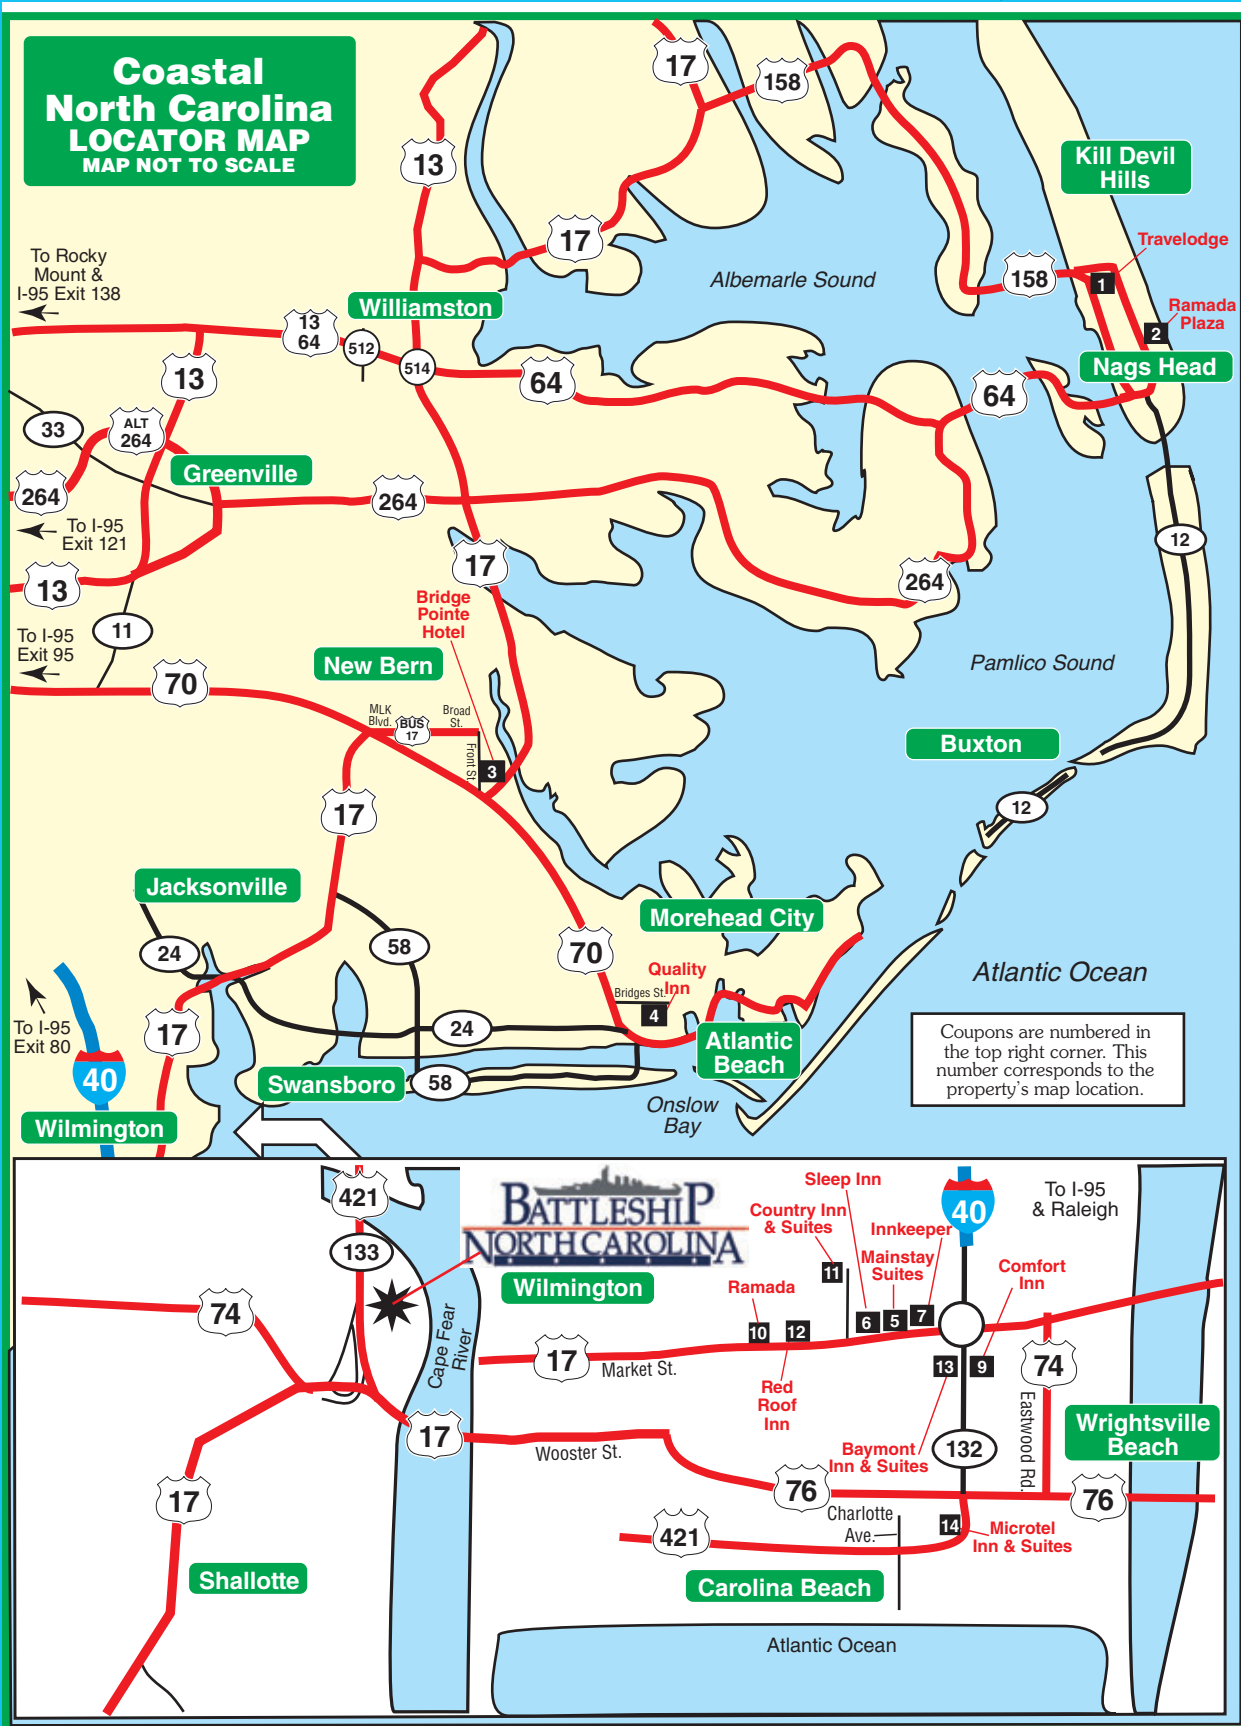 Coastal
North Carolina
LOCATOR MAP
MAP NOT TO SCALE
17
158
13
Kill Devil
Hills
Travelodge
17
To Rocky
Mount &
I-95 Exit 138
Albemarle Sound
158
1
Williamston
Ramada
Plaza
13
64
512
514
2
Nags Head
13
64
64
33
ALT
264
Greenville
264
264
To I-95
Exit 121
12
17
264
13
Bridge
Pointe
Hotel
11
To I-95
Exit 95
New Bern
Pamlico Sound
70
MLK
Blvd.
BUS
17
Broad
St.
Front St.
3
Buxton
17
12
Jacksonville
Morehead City
24
58
70
Quality
Inn
Bridges St.
4
Atlantic Ocean
To I-95
Exit 80
17
24
Atlantic
Beach
Coupons are numbered in
the top right corner. This
number corresponds to the
property's map location.
40
Swansboro
58
Onslow
Bay
Wilmington
421
BATTLESHIP
NORTH CAROLINA
Sleep Inn
40
To I-95
& Raleigh
Country Inn
& Suites
Innkeeper
133
Mainstay
Suites
Comfort
Inn
11
Wilmington
Ramada
74
Cape Fear
River
10
12
6
5
7
17
Market St.
13
9
74
Red
Roof
Inn
Eastwood Rd.
Wrightsville
Beach
17
Wooster St.
Baymont
Inn & Suites
132
17
76
76
Charlotte
Ave.
421
14
Microtel
Inn & Suites
Shallotte
Carolina Beach
Atlantic Ocean